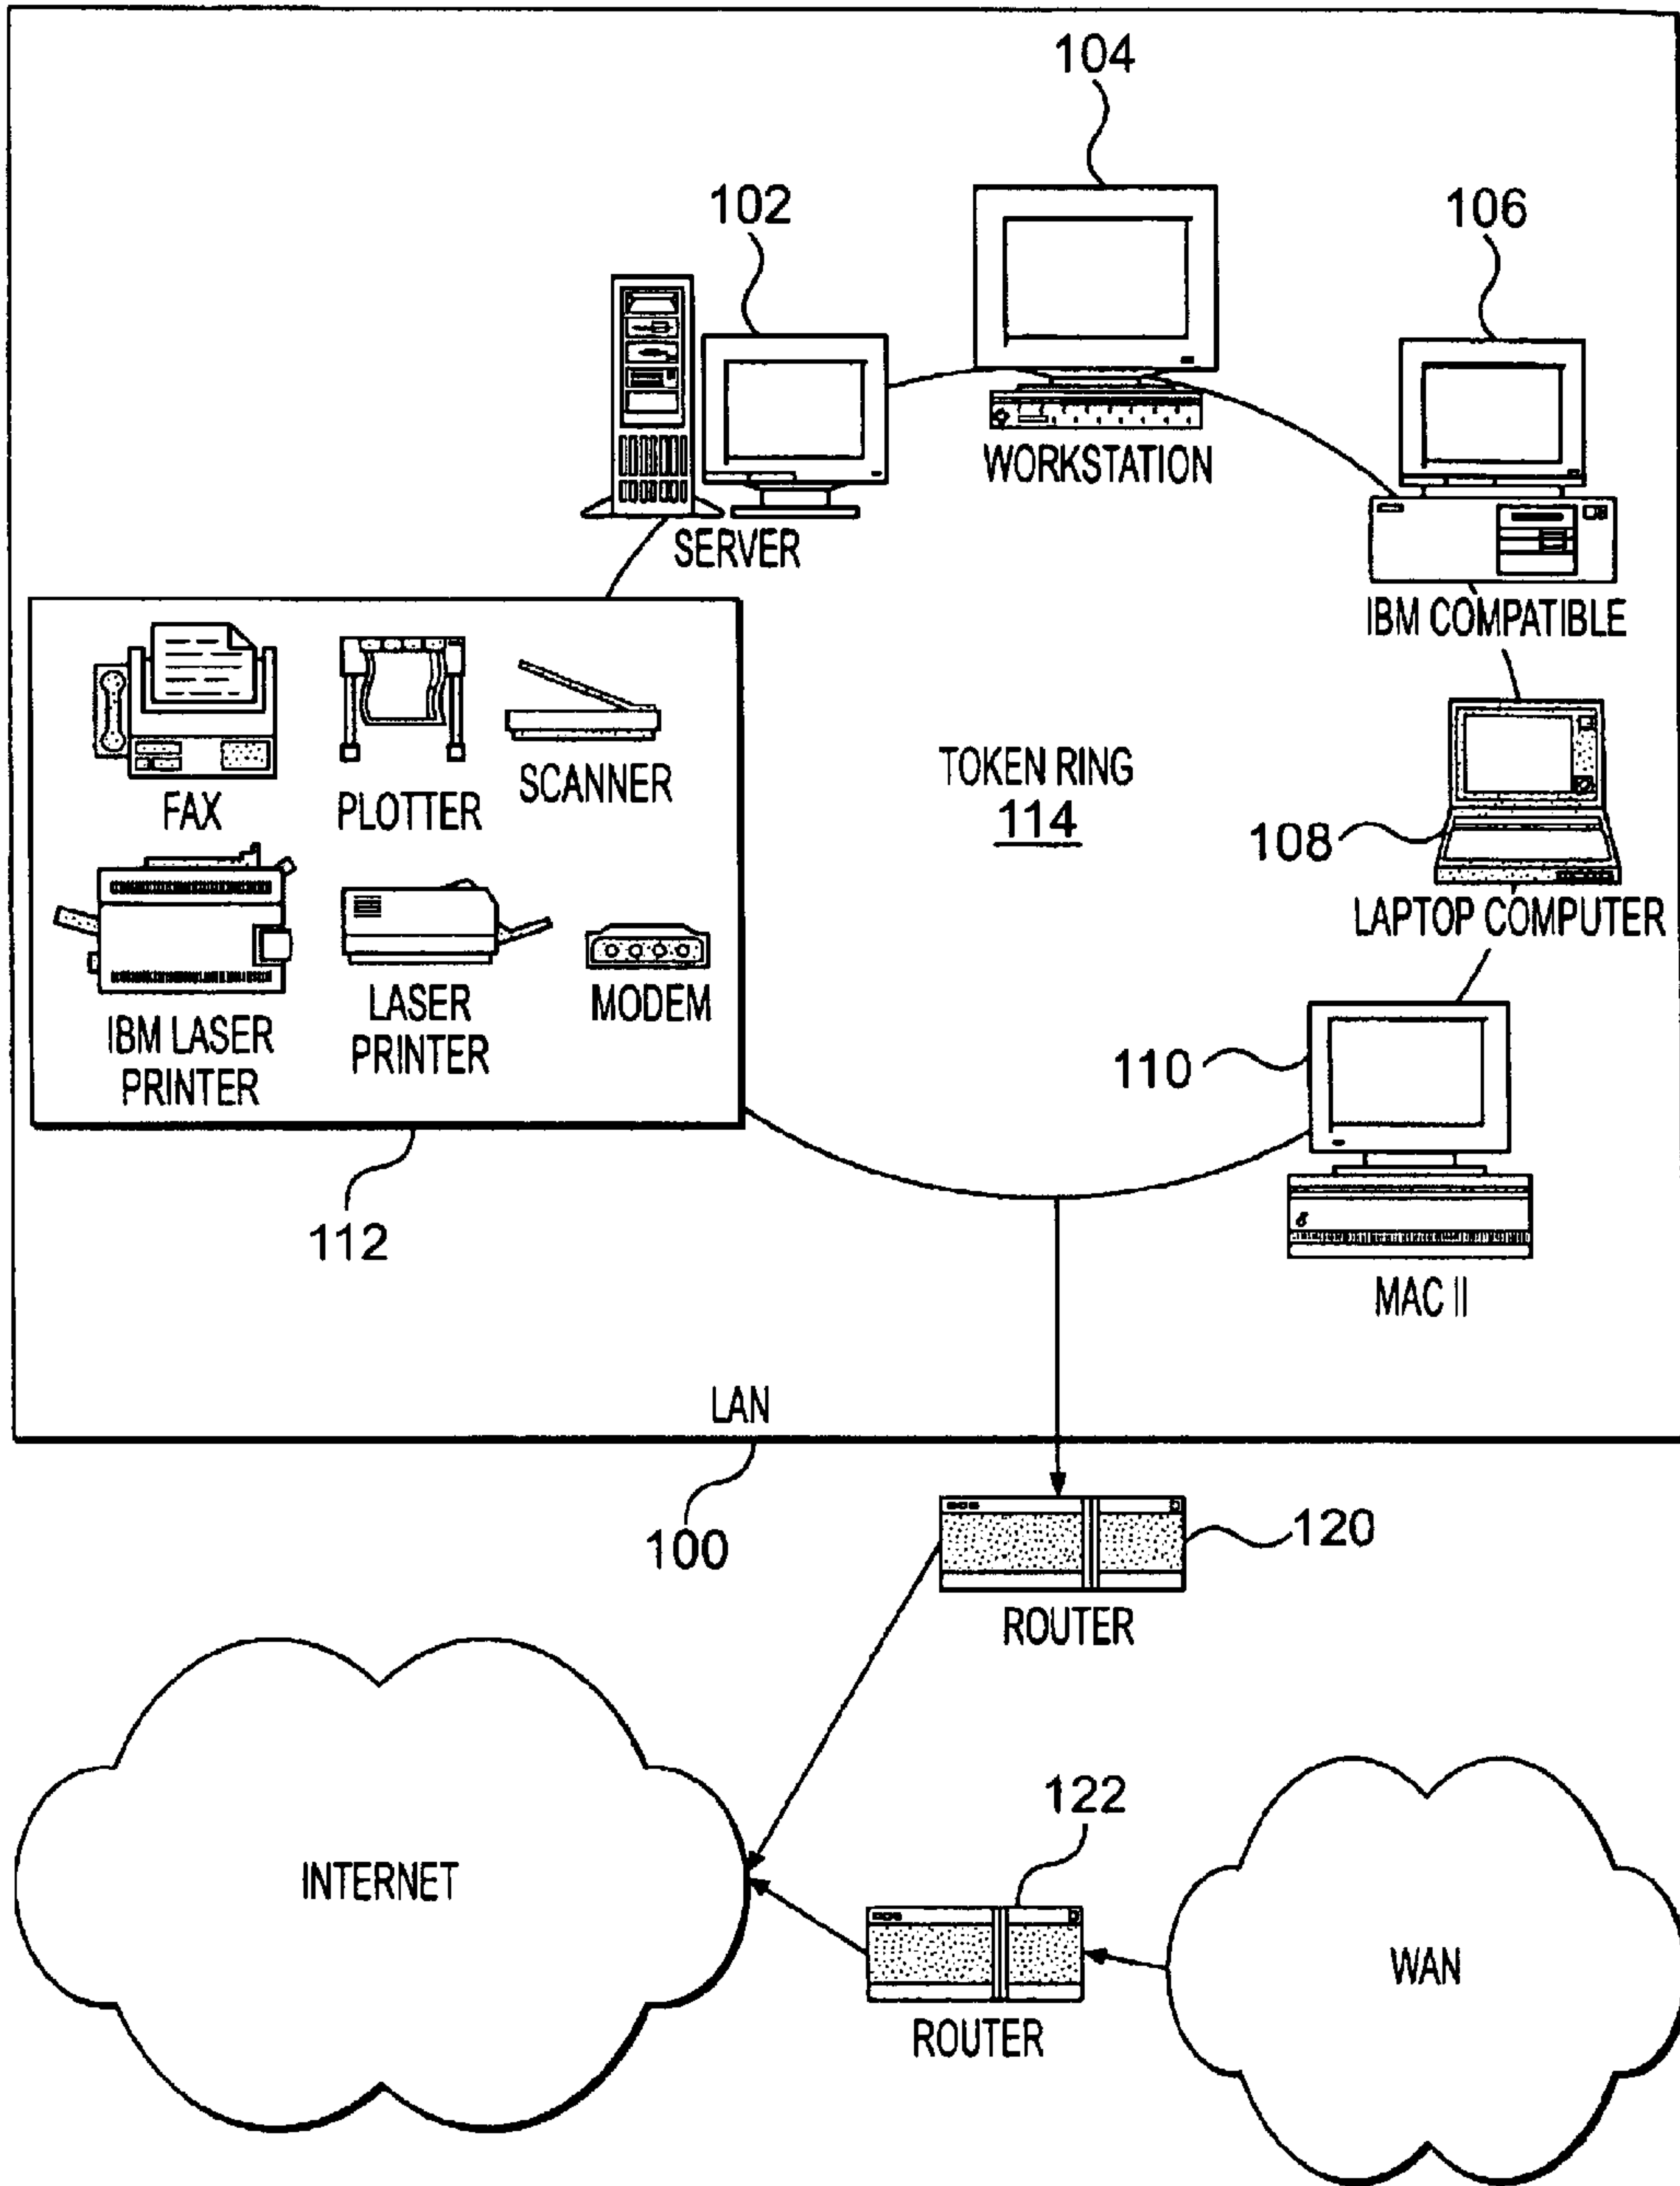 104
102
106
WORKSTATION
SERVER
IBM COMPATIBLE
FAX
PLOTTER
SCANNER
TOKEN RING
114
108
LAPTOP COMPUTER
IBM LASER
PRINTER
LASER
PRINTER
MODEM
110
112
MAC II
LAN
100
120
ROUTER
122
INTERNET
WAN
ROUTER